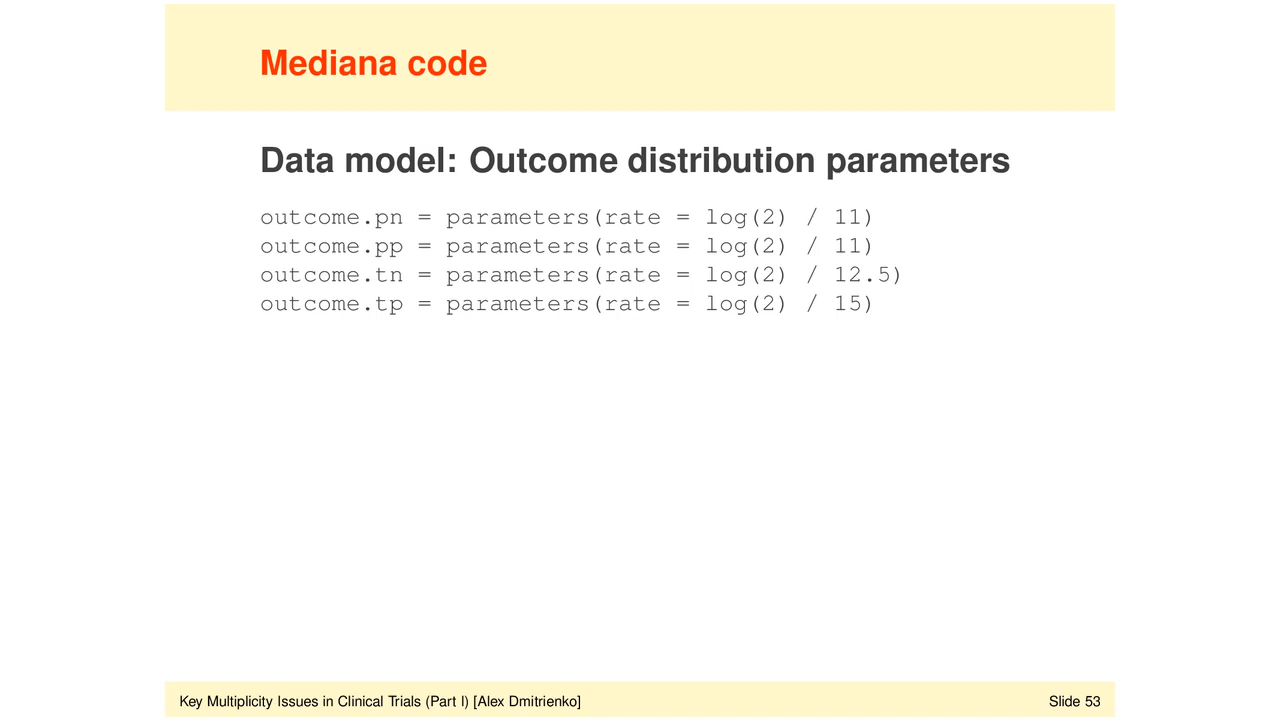 Mediana code
Data model: Outcome distribution parameters
outcome.pn = parameters(rate = log(2) / 11)
outcome.pp = parameters(rate = log(2) / 11)
outcome.tn = parameters(rate = log(2) / 12.5)
outcome.tp = parameters(rate = log(2) / 15)
Key Multiplicity Issues in Clinical Trials (Part I) [Alex Dmitrienko]
Slide 53